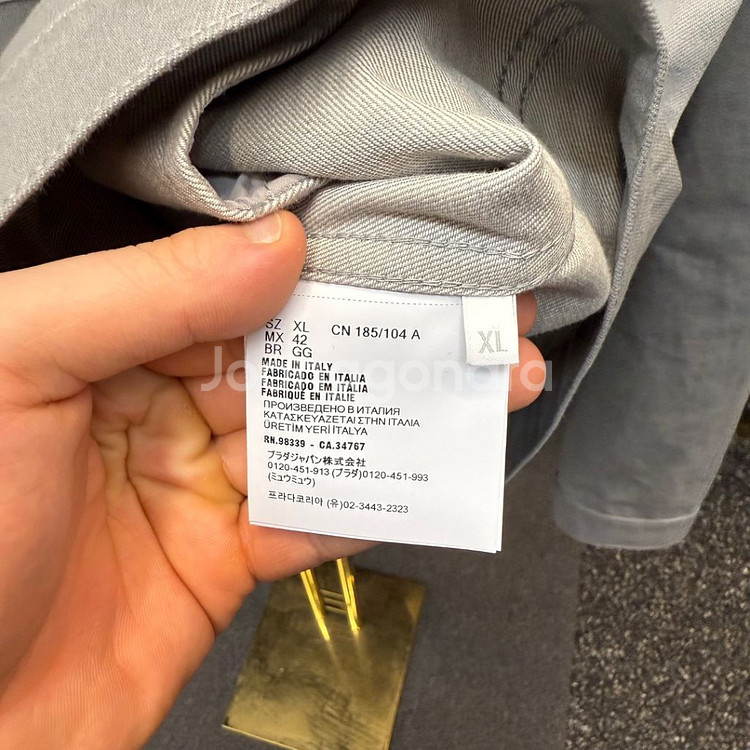 SZ XL CN 185/104 A
MX 42
BR GG
XL
MADE IN ITALY
FABRICADO EN ITALIA
FABRICADO EM ITÁLIA
FABRIQUÉ EN ITALIE
ПРОИЗВЕДЕНО В ИТАЛИЯ
ΚΑΤΑΣΚΕΥΑΖΕΤΑΙ ΣΤΗΝ ΙΤΑΛΙΑ
ÜRETİM YERİ İTALYA
RN.98339 - CA.34767
プラダジャパン株式会社
0120-451-913 (プラダ)0120-451-993
(ミュウミュウ)
프라다코리아 (유)02-3443-2323